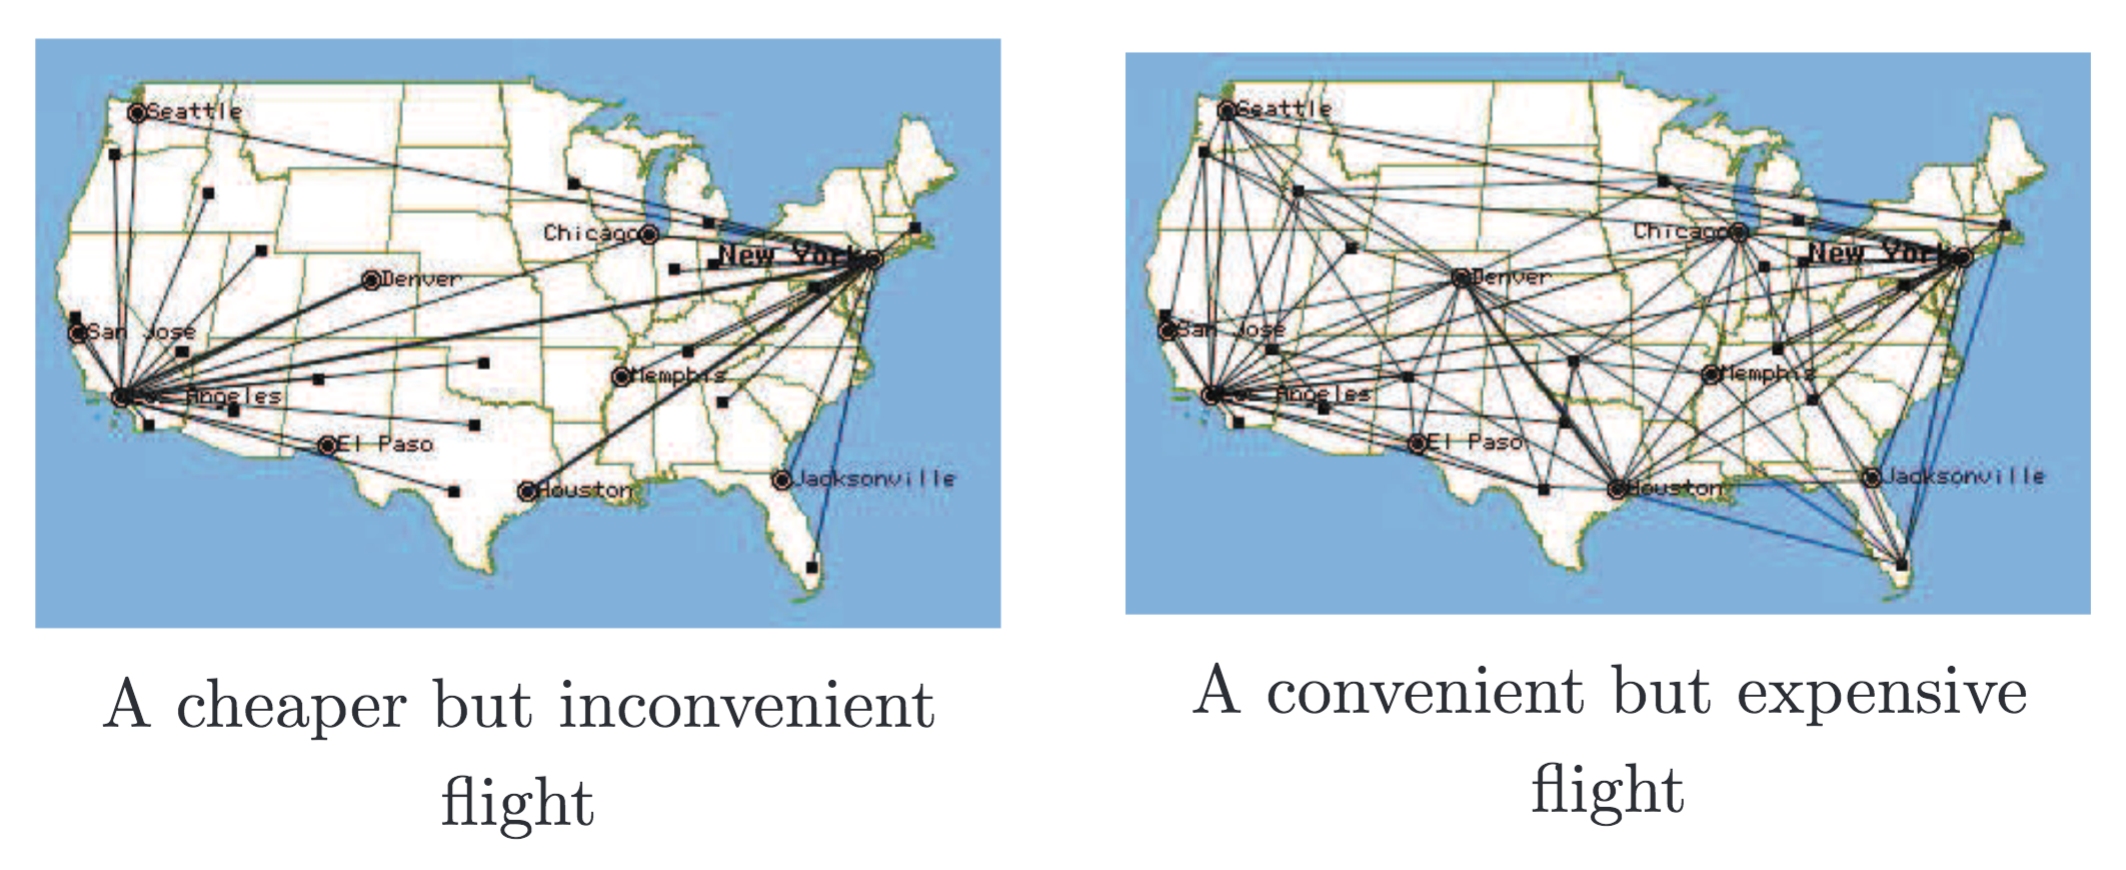 Seattle
Chicago
New York
Denver
San Jose
Los Angeles
Memphis
El Paso
Houston
Jacksonville
A cheaper but inconvenient
flight
Seattle
Chicago
New York
Denver
San Jose
Angeles
Memphis
El Paso
Houston
Jacksonville
A convenient but expensive
flight